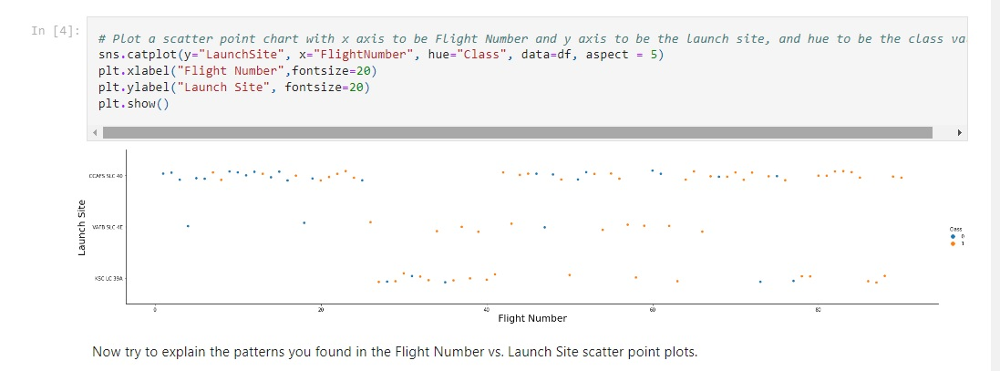 In [4]:
# Plot a scatter point chart with x axis to be Flight Number and y axis to be the launch site, and hue to be the class va
sns.catplot(y="LaunchSite", x="FlightNumber", hue="Class", data=df, aspect = 5)
plt.xlabel("Flight Number",fontsize=20)
plt.ylabel("Launch Site", fontsize=20)
plt.show()
CCAFS SLC 40
VAFB SLC 4E
KSC LC 39A
Launch Site
Class
0
1
0 20 40 60 80
Flight Number
Now try to explain the patterns you found in the Flight Number vs. Launch Site scatter point plots.